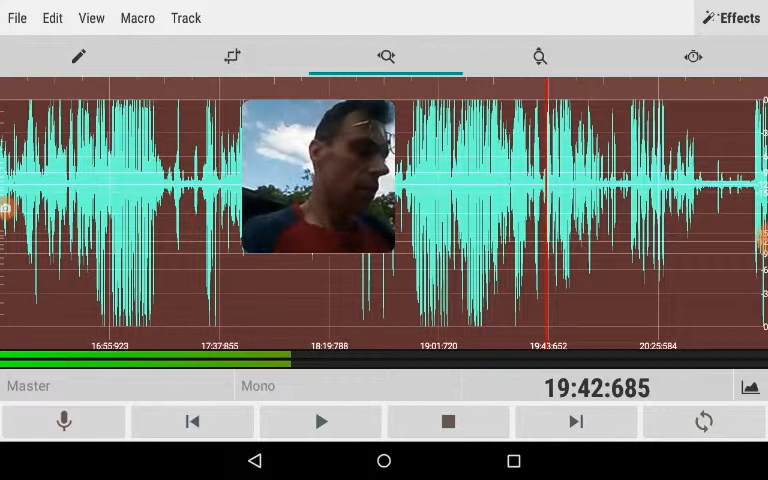 File Edit View Macro Track Effects
16:55:923 17:37:855 18:19:788 19:01:720 19:43:652 20:25:584
Master Mono 19:42:685